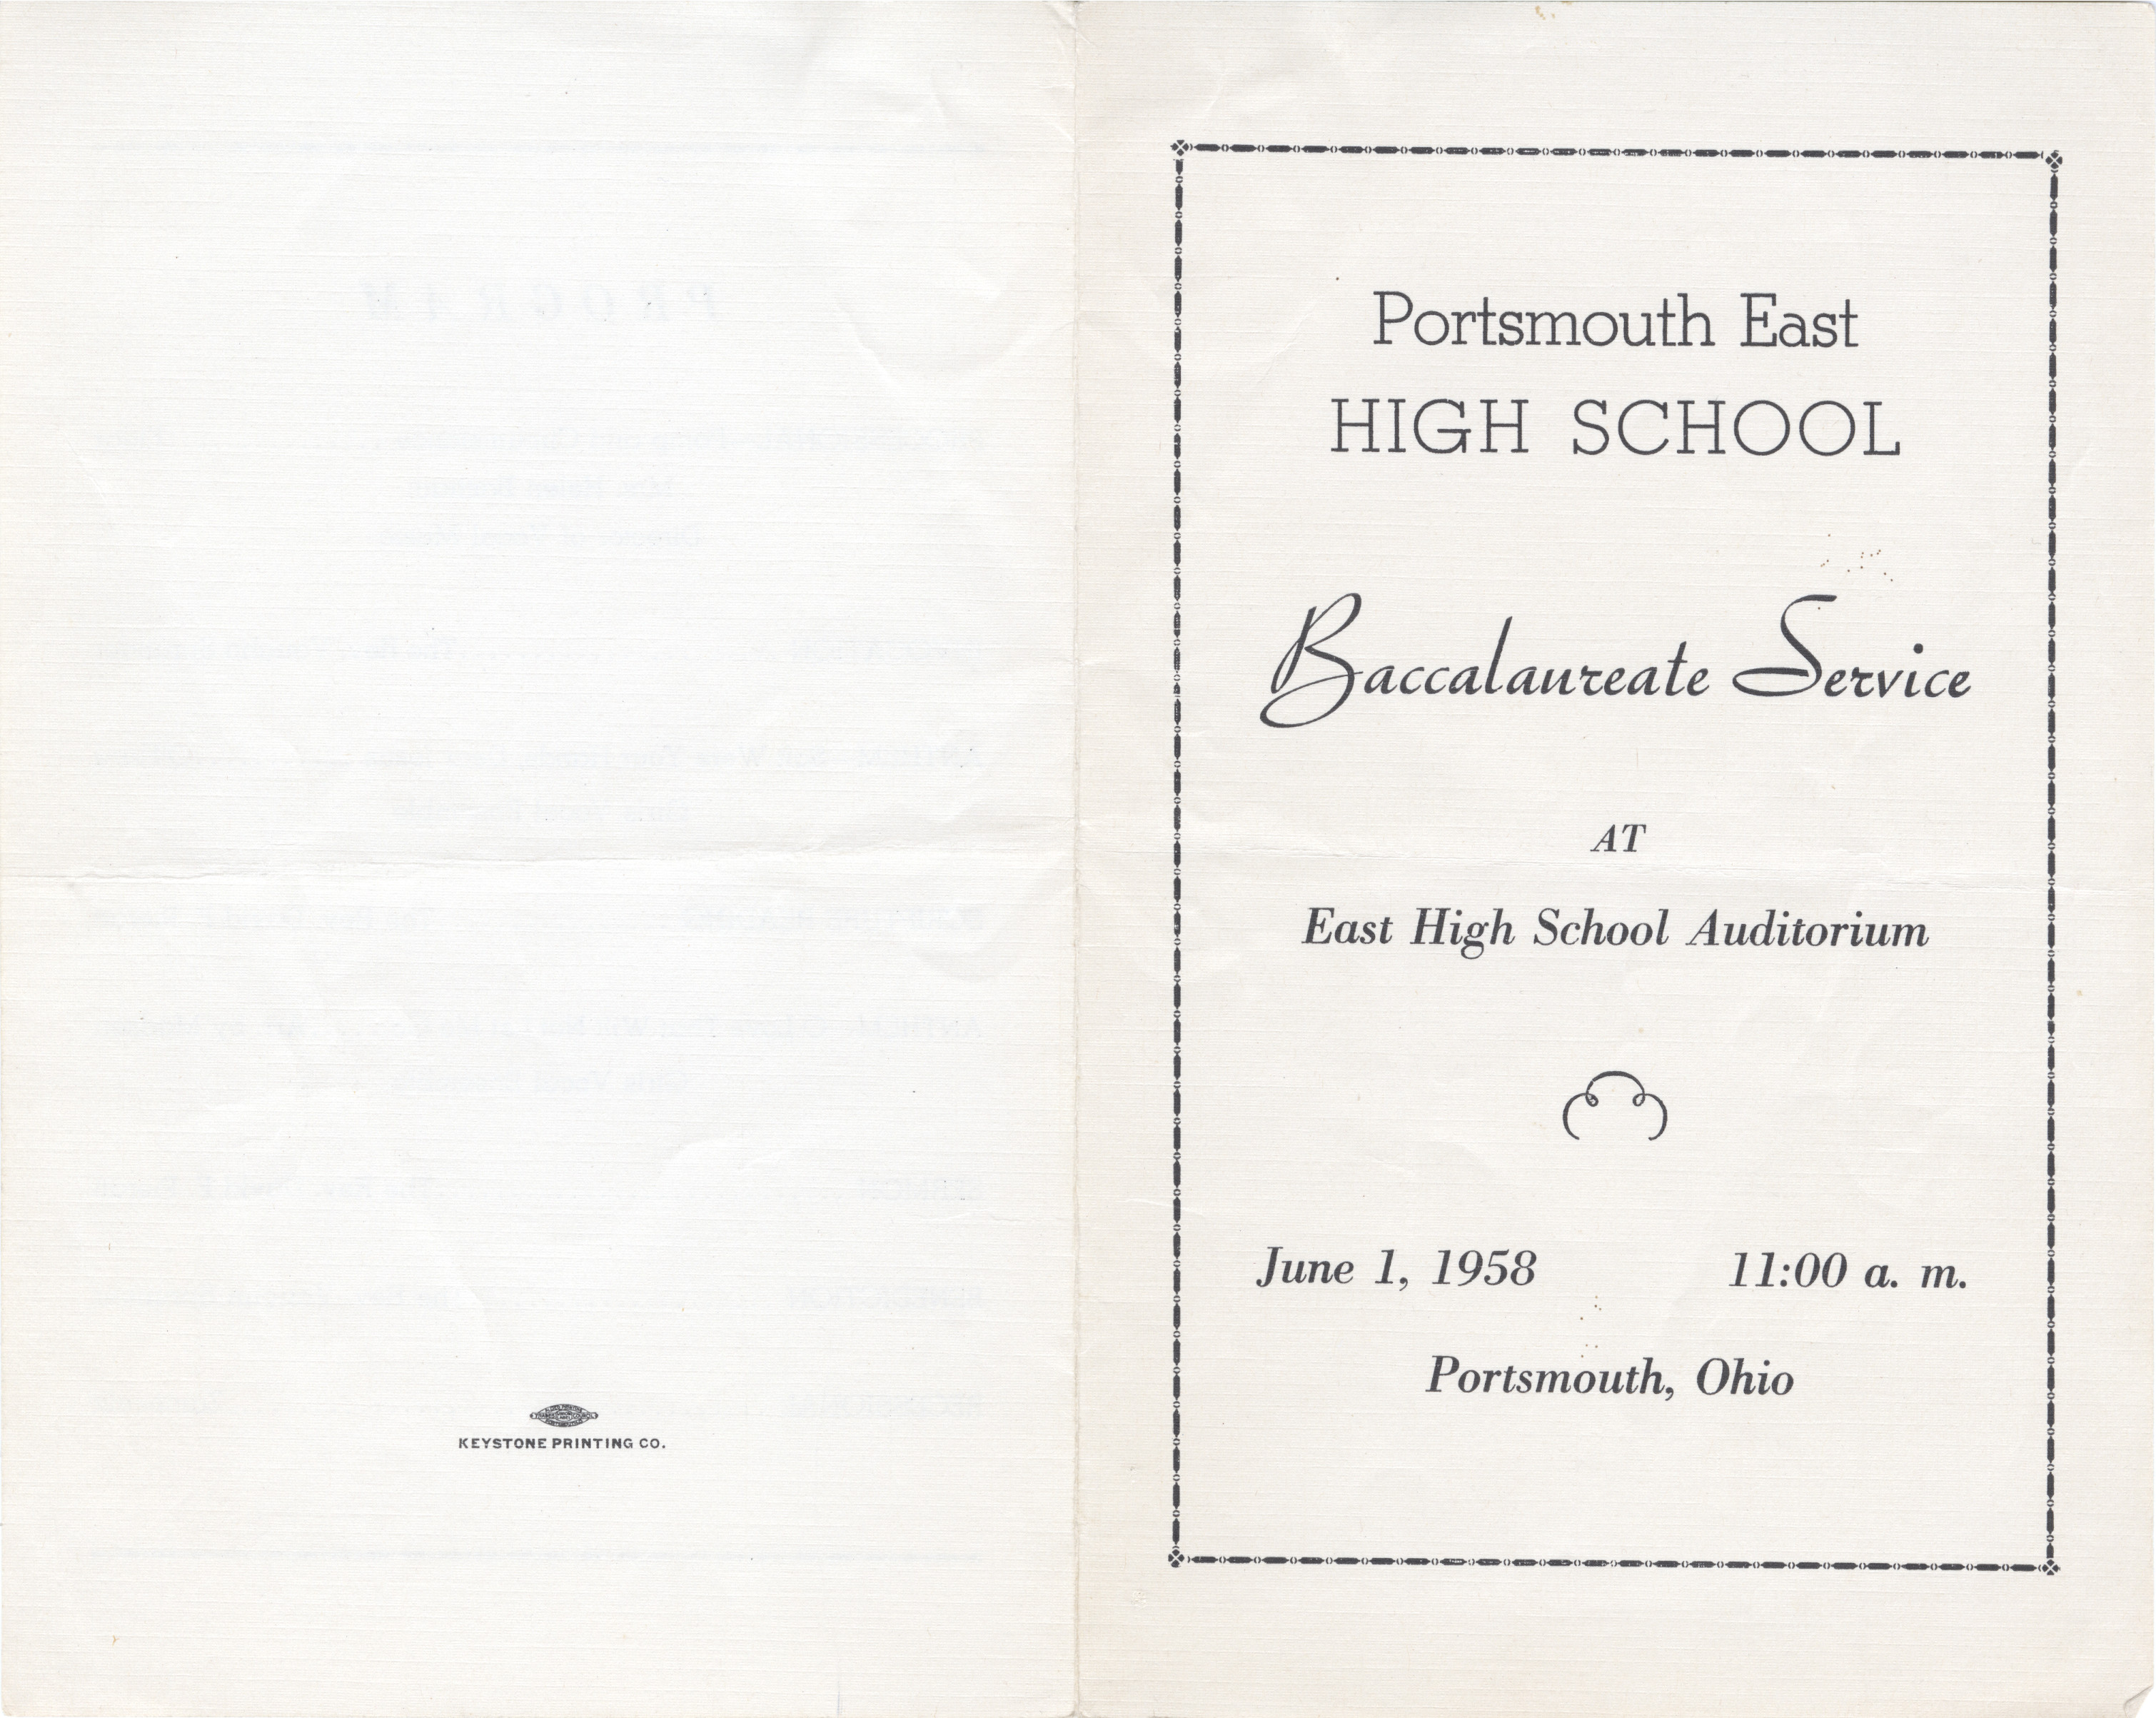 KEYSTONE PRINTING CO.
Portsmouth East
HIGH SCHOOL
Baccalaureate Service
AT
East High School Auditorium
June 1, 1958 11:00 a. m.
Portsmouth, Ohio